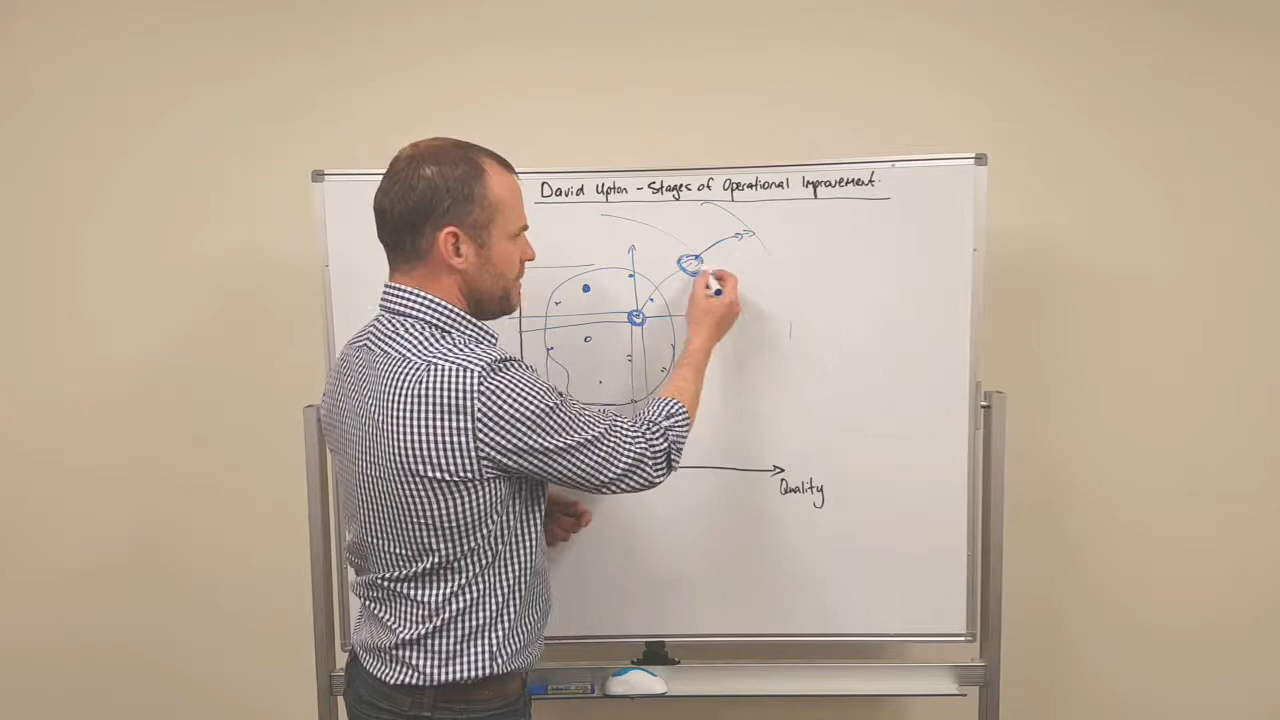 David Upton - Stages of Operational Improvement.
Quality